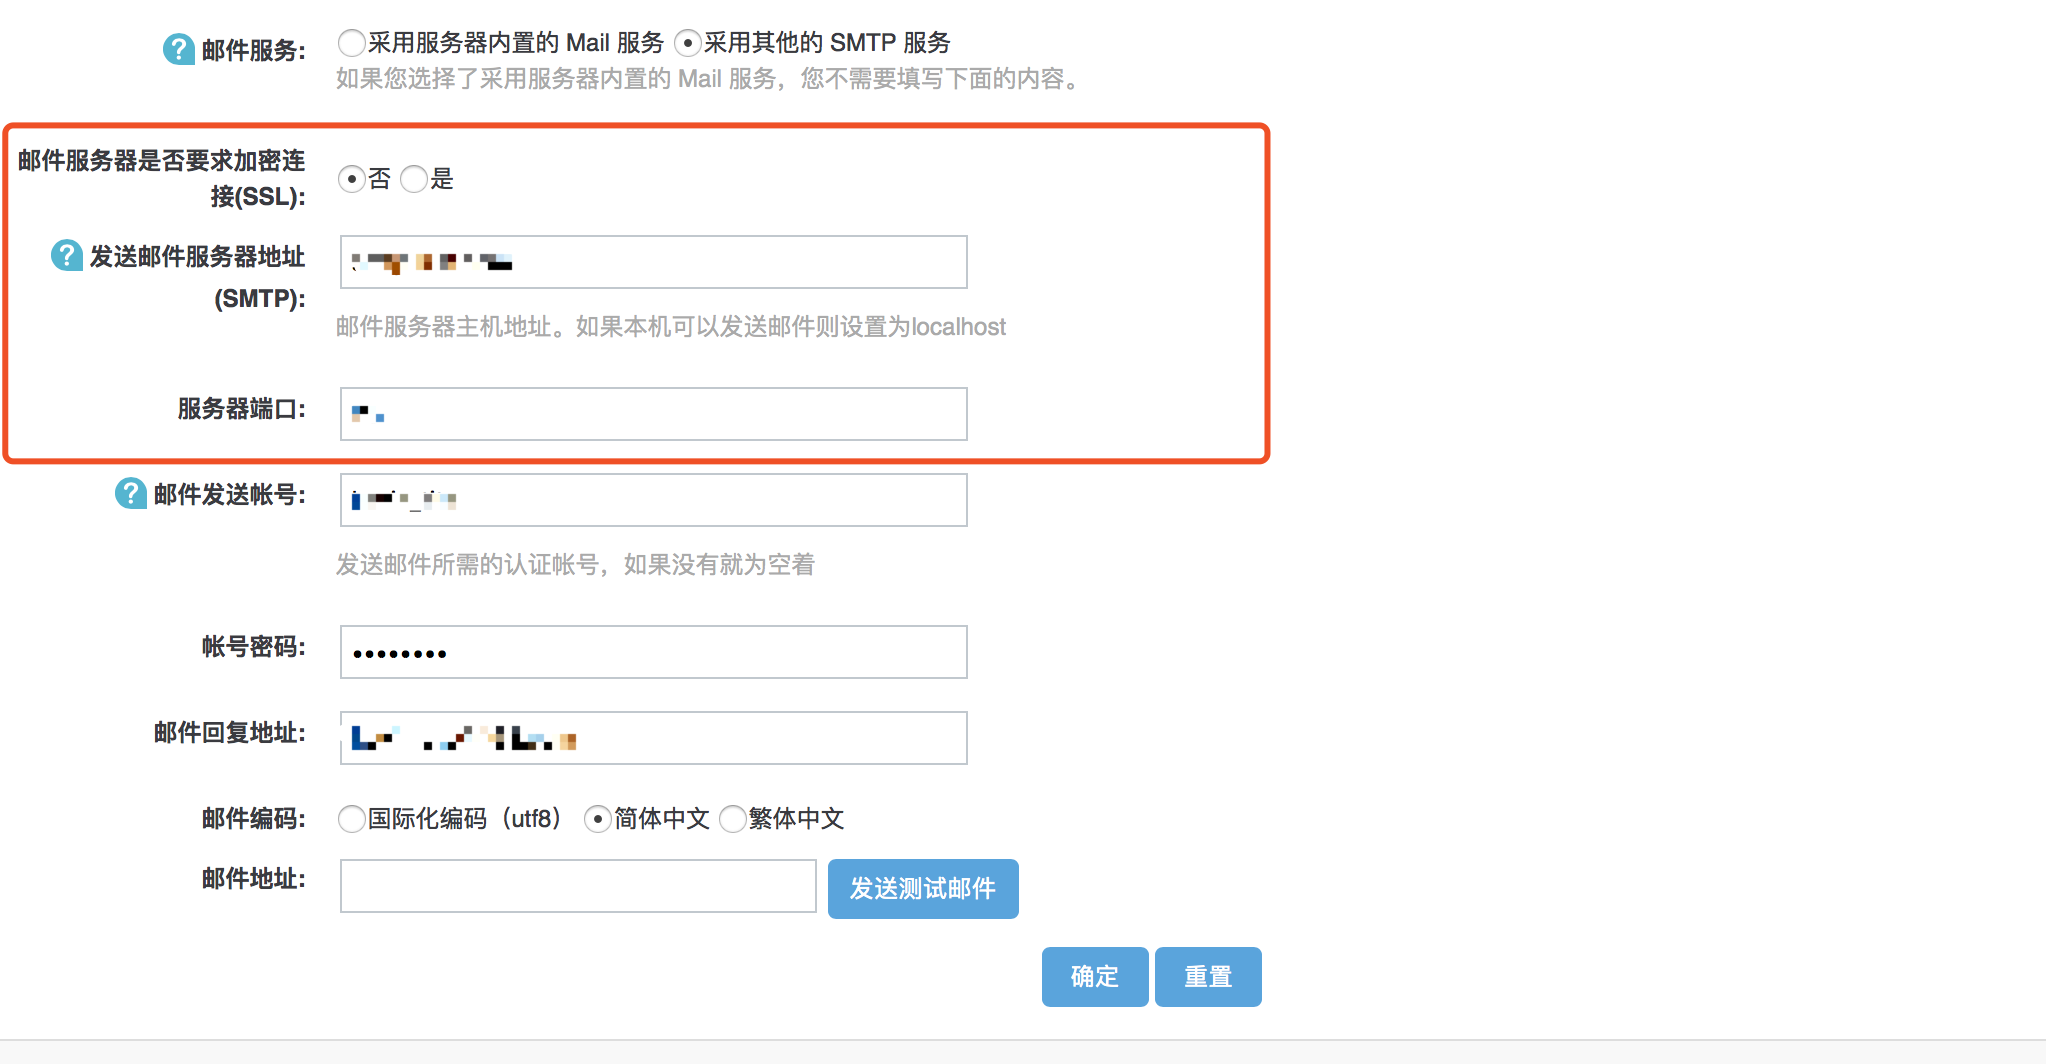 ? 邮件服务: 采用服务器内置的 Mail 服务 采用其他的 SMTP 服务
如果您选择了采用服务器内置的 Mail 服务，您不需要填写下面的内容。
邮件服务器是否要求加密连
接(SSL): 否 是
? 发送邮件服务器地址
(SMTP):
邮件服务器主机地址。如果本机可以发送邮件则设置为localhost
服务器端口:
? 邮件发送帐号:
发送邮件所需的认证帐号，如果没有就为空着
帐号密码: ••••••••
邮件回复地址:
邮件编码: 国际化编码（utf8） 简体中文 繁体中文
邮件地址: 发送测试邮件
确定 重置